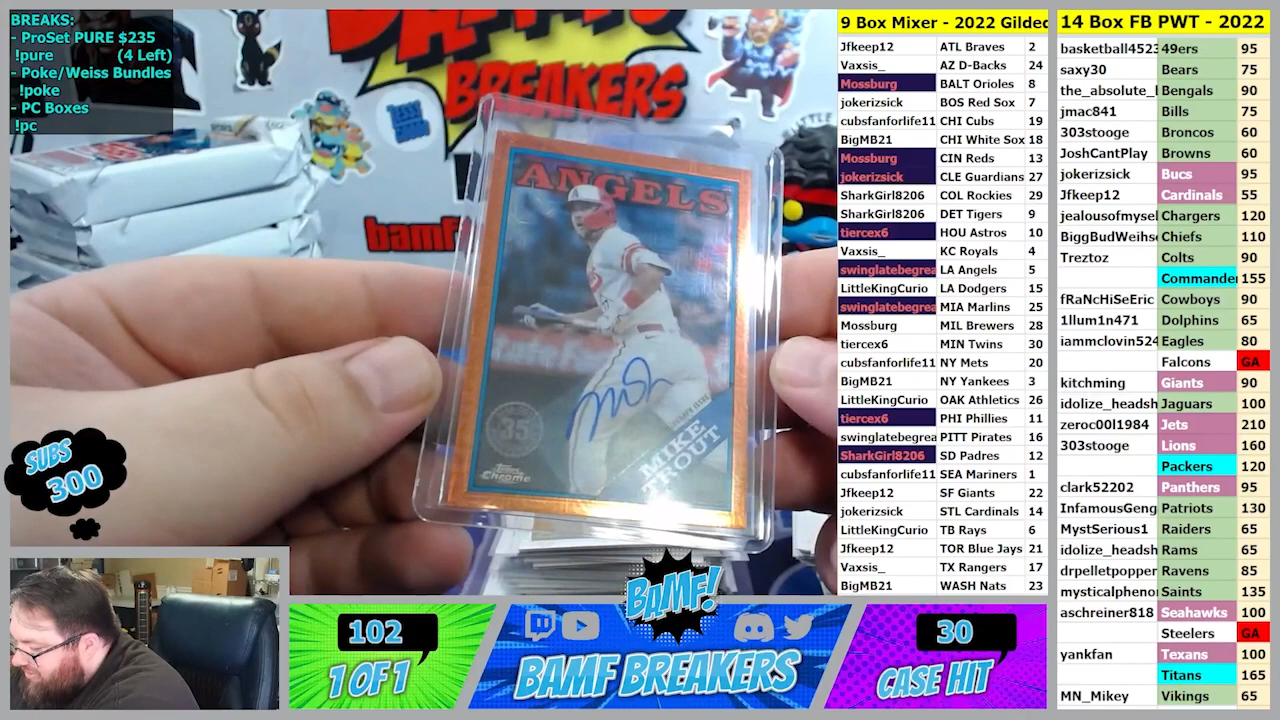 BREAKS:
- ProSet PURE $235
!pure (4 Left)
- Poke/Weiss Bundles
!poke
- PC Boxes
!pc
BREAKERS
bamf
ANGELS
35
Topps
Chrome
MIKE
TROUT
SUBS
300
BAMF!
102
1 OF 1
BAMF BREAKERS
30
CASE HIT
9 Box Mixer - 2022 Gilded
Jfkeep12 ATL Braves 2
Vaxsis_ AZ D-Backs 24
Mossburg BALT Orioles 8
jokerizsick BOS Red Sox 7
cubsfanforlife11 CHI Cubs 19
BigMB21 CHI White Sox 18
Mossburg CIN Reds 13
jokerizsick CLE Guardians 27
SharkGirl8206 COL Rockies 29
SharkGirl8206 DET Tigers 9
tiercex6 HOU Astros 10
Vaxsis_ KC Royals 4
swinglatebegrea LA Angels 5
LittleKingCurio LA Dodgers 15
swinglatebegrea MIA Marlins 25
Mossburg MIL Brewers 28
tiercex6 MIN Twins 30
cubsfanforlife11 NY Mets 20
BigMB21 NY Yankees 3
LittleKingCurio OAK Athletics 26
tiercex6 PHI Phillies 11
swinglatebegrea PITT Pirates 16
SharkGirl8206 SD Padres 12
cubsfanforlife11 SEA Mariners 1
Jfkeep12 SF Giants 22
jokerizsick STL Cardinals 14
LittleKingCurio TB Rays 6
Jfkeep12 TOR Blue Jays 21
Vaxsis_ TX Rangers 17
BigMB21 WASH Nats 23
14 Box FB PWT - 2022
basketball4523 49ers 95
saxy30 Bears 75
the_absolute_l Bengals 90
jmac841 Bills 75
303stooge Broncos 60
JoshCantPlay Browns 60
jokerizsick Bucs 95
Jfkeep12 Cardinals 55
jealousofmysel Chargers 120
BiggBudWeihs Chiefs 110
Treztoz Colts 90
Commande 155
fRaNcHiSeEric Cowboys 90
1llum1n471 Dolphins 65
iammclovin524 Eagles 80
Falcons GA
kitchming Giants 90
idolize_headsh Jaguars 100
zeroc00l1984 Jets 210
303stooge Lions 160
Packers 120
clark52202 Panthers 95
InfamousGeng Patriots 130
MystSerious1 Raiders 65
idolize_headsh Rams 65
drpelletpopper Ravens 85
mysticalpheno Saints 135
aschreiner818 Seahawks 100
Steelers GA
yankfan Texans 100
Titans 165
MN_Mikey Vikings 65